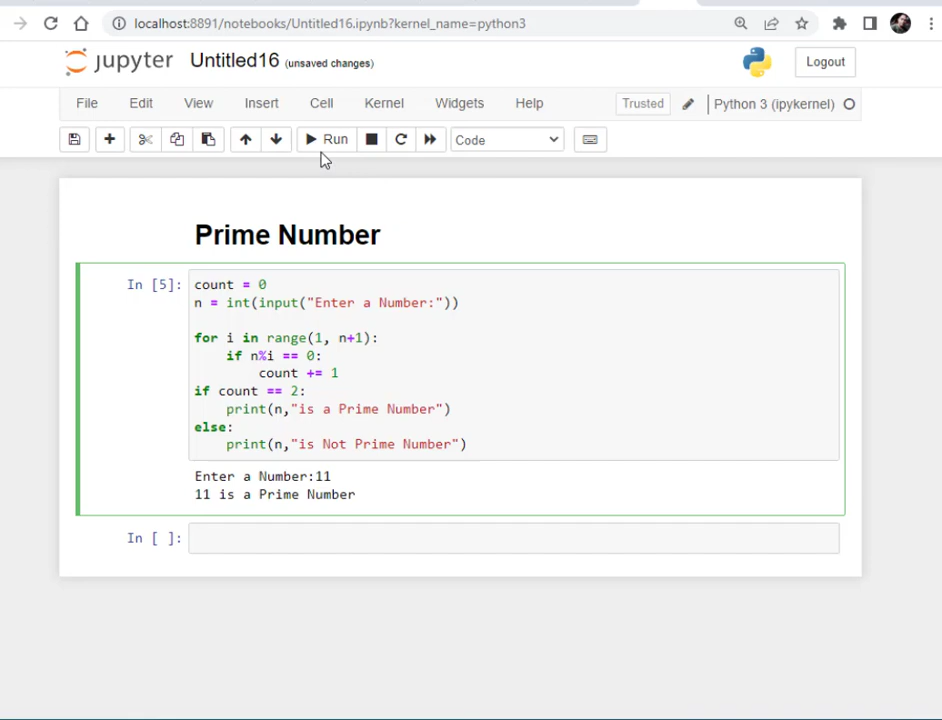 localhost:8891/notebooks/Untitled16.ipynb?kernel_name=python3
jupyter Untitled16 (unsaved changes) Logout
File Edit View Insert Cell Kernel Widgets Help Trusted Python 3 (ipykernel)
Run Code
Prime Number
In [5]: count = 0
n = int(input("Enter a Number:"))
for i in range(1, n+1):
    if n%i == 0:
        count += 1
if count == 2:
    print(n,"is a Prime Number")
else:
    print(n,"is Not Prime Number")
Enter a Number:11
11 is a Prime Number
In [ ]: